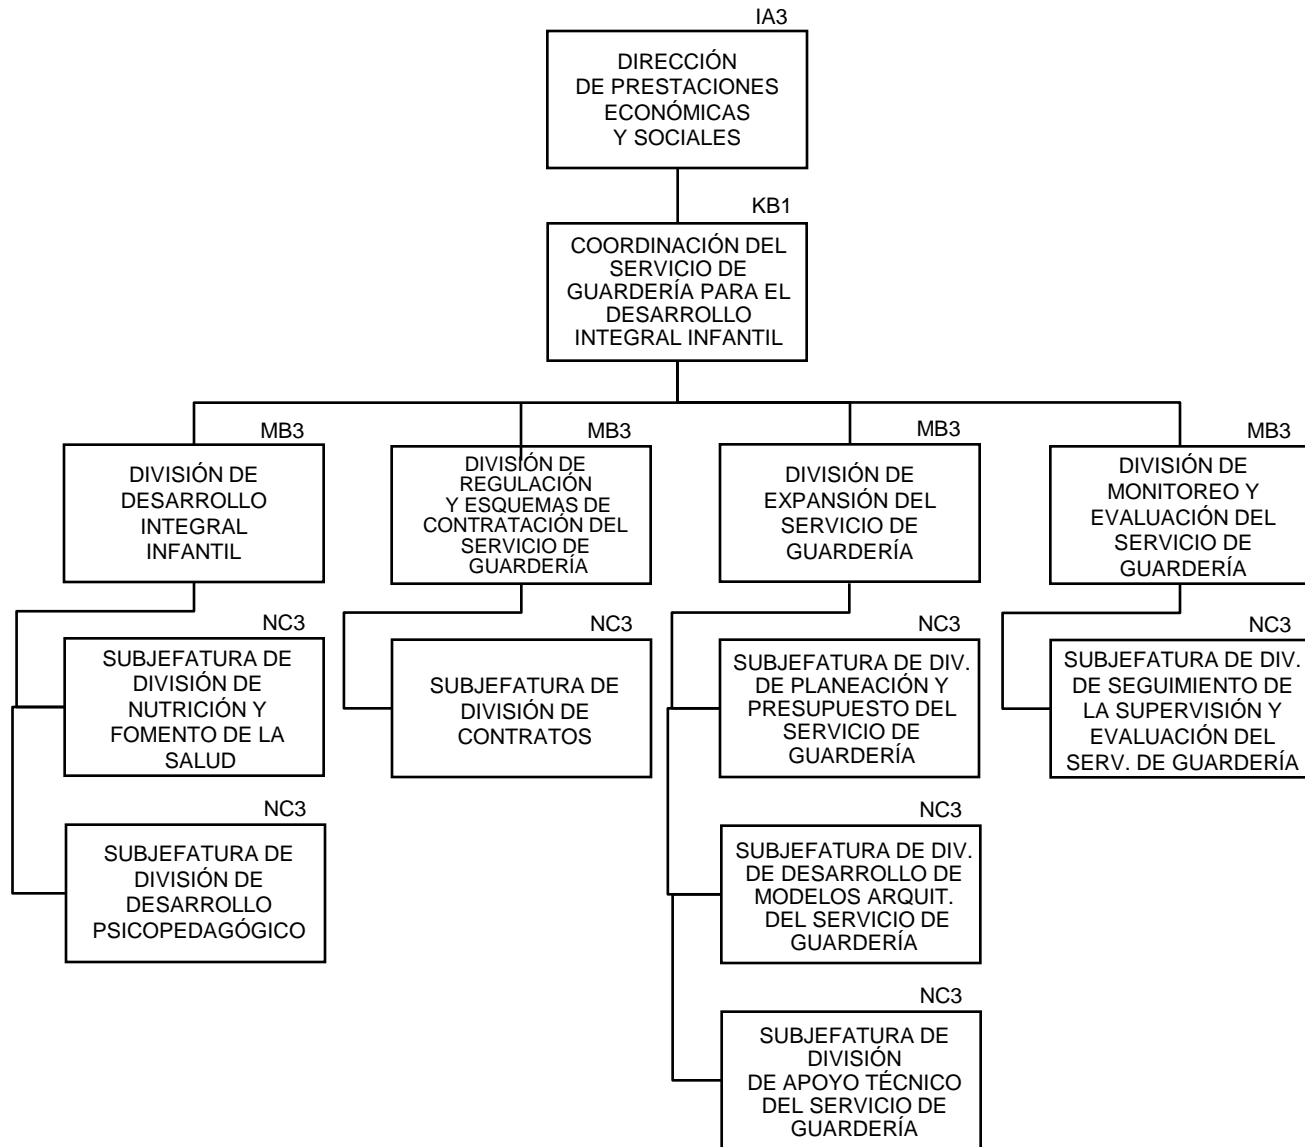 IA3
DIRECCIÓN
DE PRESTACIONES
ECONÓMICAS
Y SOCIALES
KB1
COORDINACIÓN DEL
SERVICIO DE
GUARDERÍA PARA EL
DESARROLLO
INTEGRAL INFANTIL
MB3
DIVISIÓN DE
DESARROLLO
INTEGRAL
INFANTIL
MB3
DIVISIÓN DE
REGULACIÓN
Y ESQUEMAS DE
CONTRATACIÓN DEL
SERVICIO DE
GUARDERÍA
MB3
DIVISIÓN DE
EXPANSIÓN DEL
SERVICIO DE
GUARDERÍA
MB3
DIVISIÓN DE
MONITOREO Y
EVALUACIÓN DEL
SERVICIO DE
GUARDERÍA
NC3
SUBJEFATURA DE
DIVISIÓN DE
NUTRICIÓN Y
FOMENTO DE LA
SALUD
NC3
SUBJEFATURA DE
DIVISIÓN DE
CONTRATOS
NC3
SUBJEFATURA DE DIV.
DE PLANEACIÓN Y
PRESUPUESTO DEL
SERVICIO DE
GUARDERÍA
NC3
SUBJEFATURA DE DIV.
DE SEGUIMIENTO DE
LA SUPERVISIÓN Y
EVALUACIÓN DEL
SERV. DE GUARDERÍA
NC3
SUBJEFATURA DE
DIVISIÓN DE
DESARROLLO
PSICOPEDAGÓGICO
NC3
SUBJEFATURA DE DIV.
DE DESARROLLO DE
MODELOS ARQUIT.
DEL SERVICIO DE
GUARDERÍA
NC3
SUBJEFATURA DE
DIVISIÓN
DE APOYO TÉCNICO
DEL SERVICIO DE
GUARDERÍA